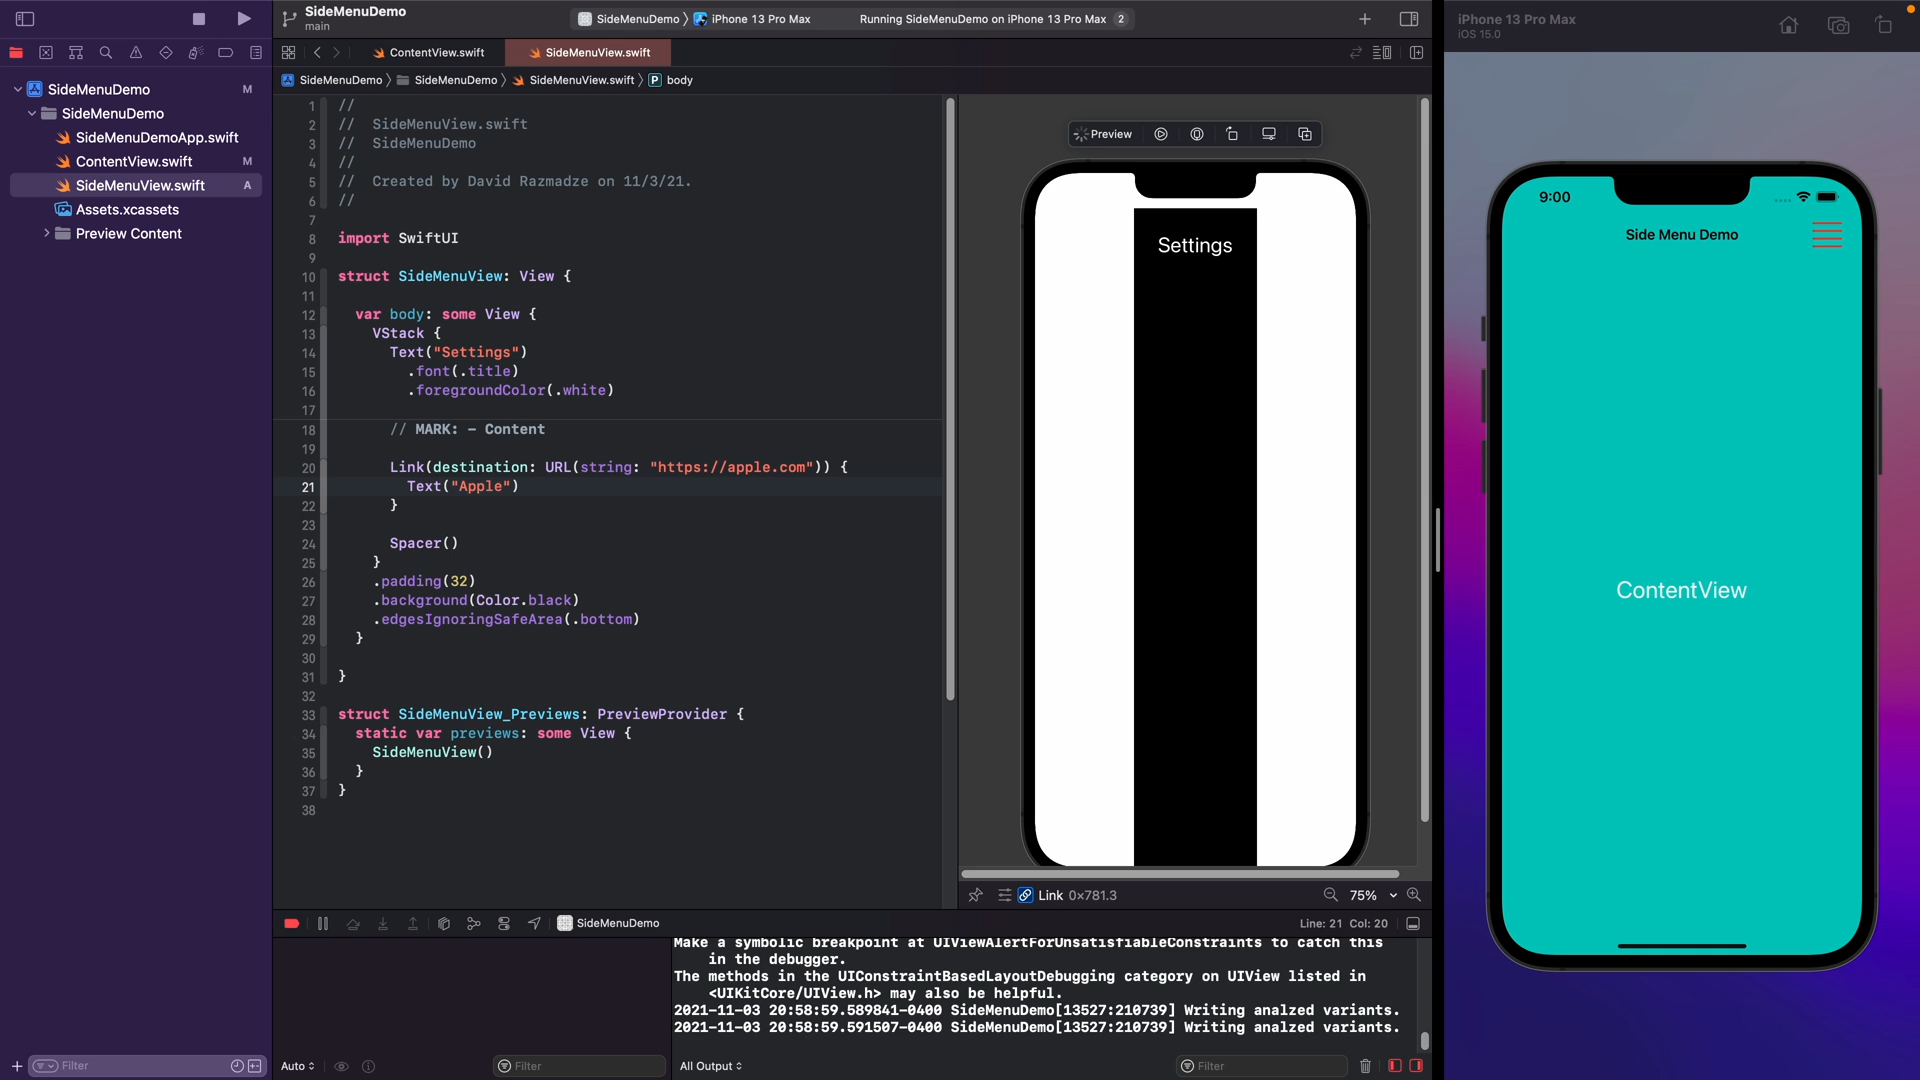 SideMenuDemo
main
SideMenuDemo
iPhone 13 Pro Max
Running SideMenuDemo on iPhone 13 Pro Max
2
iPhone 13 Pro Max
iOS 15.0
ContentView.swift
SideMenuView.swift
SideMenuDemo
SideMenuDemo
SideMenuView.swift
P
body
SideMenuDemo
M
SideMenuDemo
SideMenuDemoApp.swift
ContentView.swift
M
SideMenuView.swift
A
Assets.xcassets
Preview Content
1 //
2 //  SideMenuView.swift
3 //  SideMenuDemo
4 //
5 //  Created by David Razmadze on 11/3/21.
6 //
7
8 import SwiftUI
9
10 struct SideMenuView: View {
11
12 var body: some View {
13 VStack {
14 Text("Settings")
15 .font(.title)
16 .foregroundColor(.white)
17
18 // MARK: - Content
19
20 Link(destination: URL(string: "https://apple.com")) {
21 Text("Apple")
22 }
23
24 Spacer()
25 }
26 .padding(32)
27 .background(Color.black)
28 .edgesIgnoringSafeArea(.bottom)
29 }
30
31 }
32
33 struct SideMenuView_Previews: PreviewProvider {
34 static var previews: some View {
35 SideMenuView()
36 }
37 }
38
Preview
Settings
Link 0x781.3
75%
9:00
Side Menu Demo
ContentView
SideMenuDemo
Line: 21 Col: 20
Make a symbolic breakpoint at UIViewAlertForUnsatisfiableConstraints to catch this
in the debugger.
The methods in the UIConstraintBasedLayoutDebugging category on UIView listed in
<UIKitCore/UIView.h> may also be helpful.
2021-11-03 20:58:59.589841-0400 SideMenuDemo[13527:210739] Writing analzed variants.
2021-11-03 20:58:59.591507-0400 SideMenuDemo[13527:210739] Writing analzed variants.
Filter
Auto
Filter
All Output
Filter